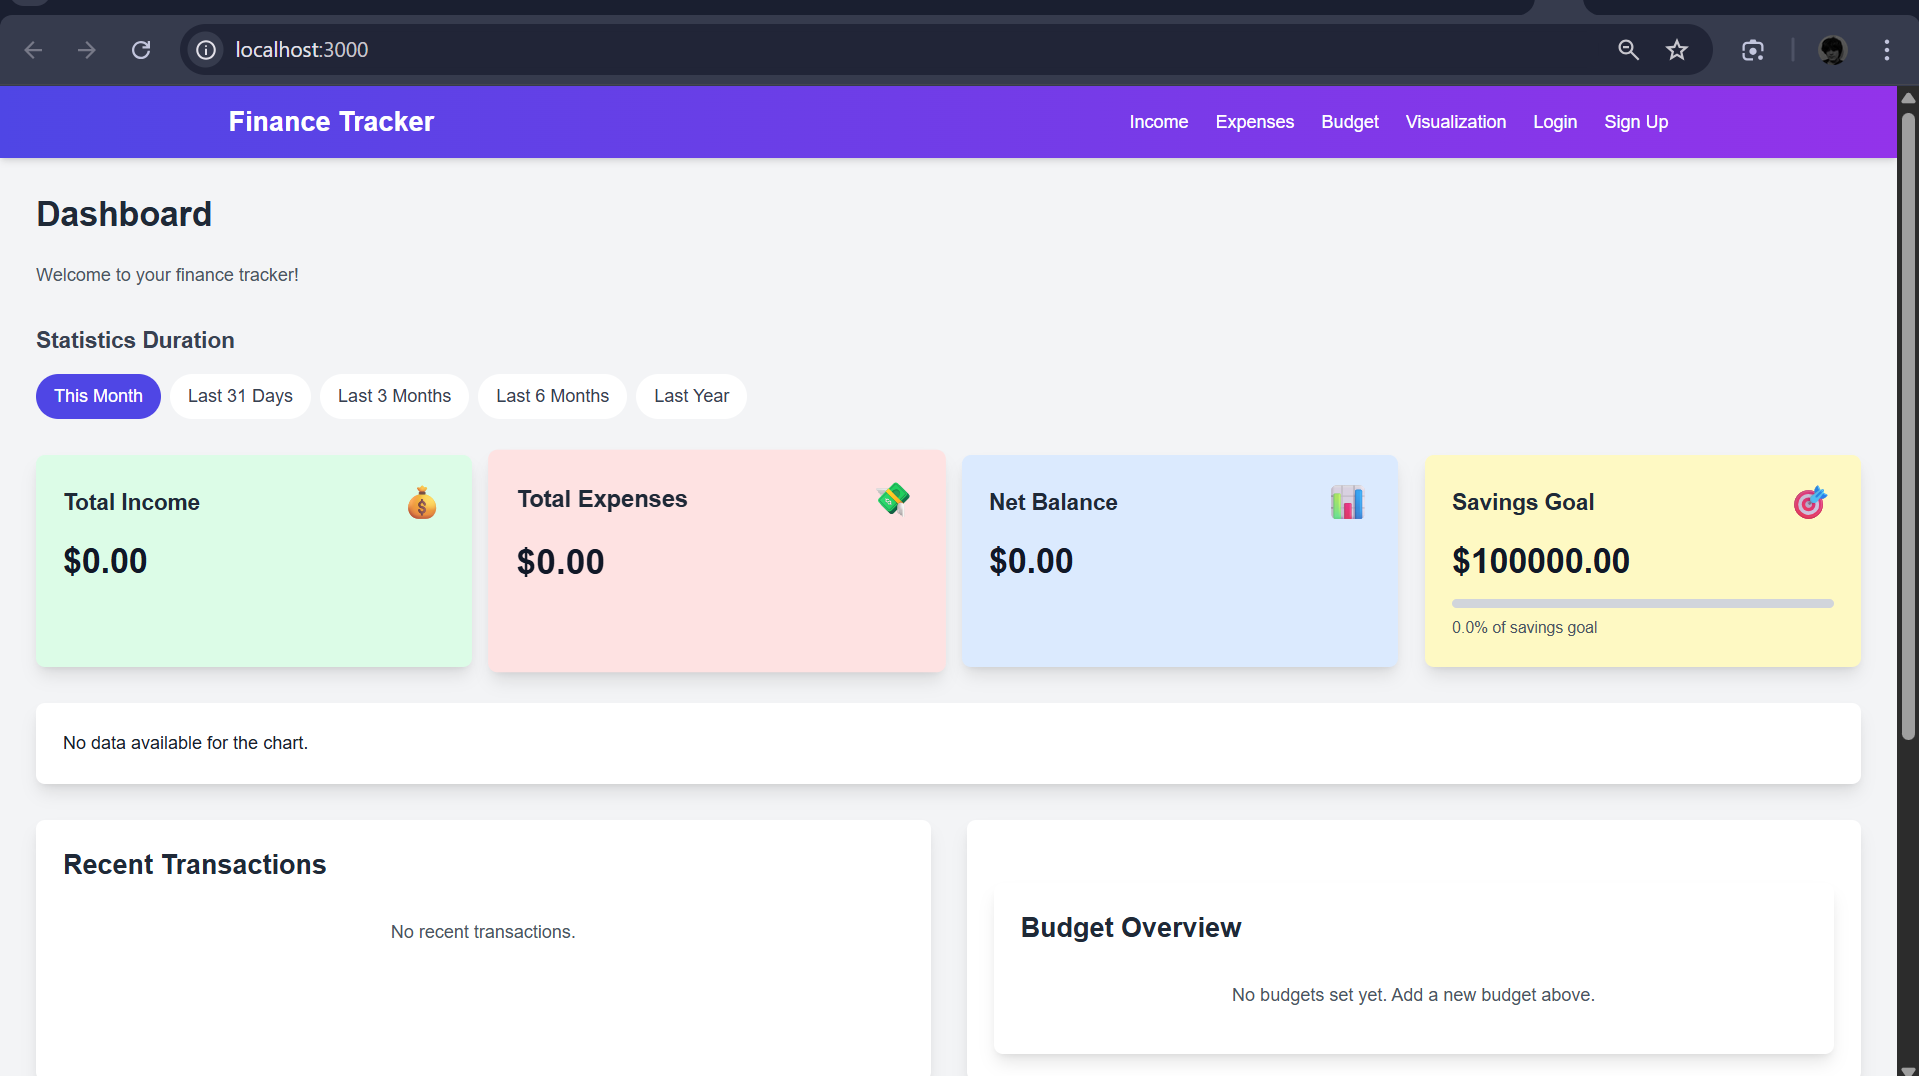 localhost:3000
Finance Tracker
Income Expenses Budget Visualization Login Sign Up
Dashboard
Welcome to your finance tracker!
Statistics Duration
This Month Last 31 Days Last 3 Months Last 6 Months Last Year
Total Income
$0.00
Total Expenses
$0.00
Net Balance
$0.00
Savings Goal
$100000.00
0.0% of savings goal
No data available for the chart.
Recent Transactions
No recent transactions.
Budget Overview
No budgets set yet. Add a new budget above.